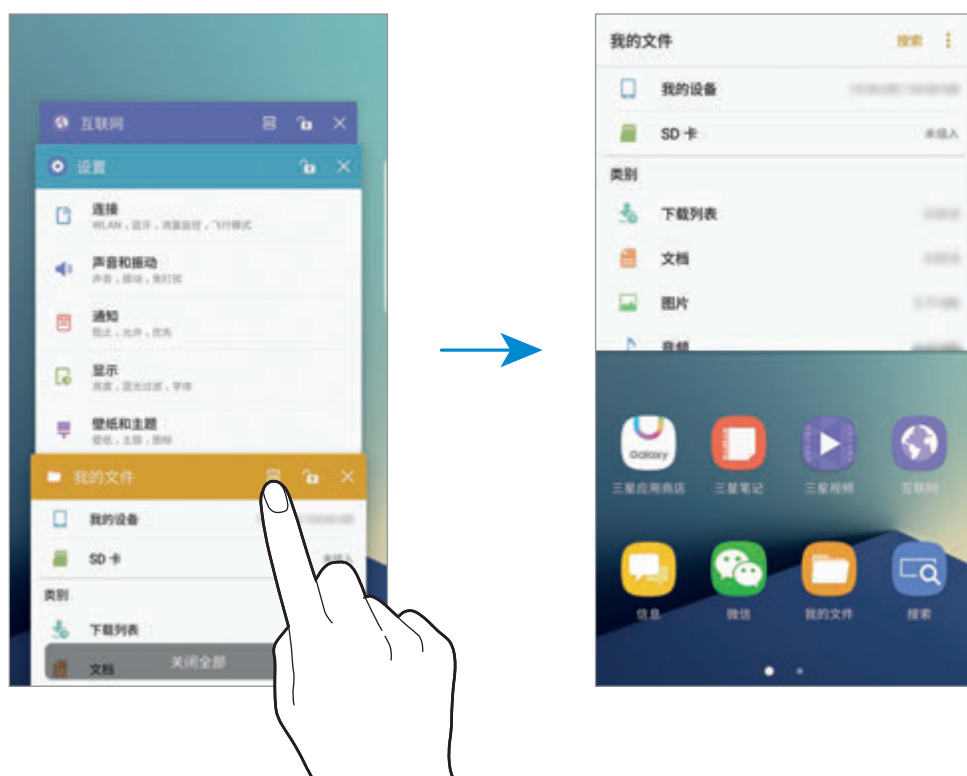 互联网
设置
连接
WLAN，蓝牙，流量监控，飞行模式
声音和振动
声音，振动，免打扰
通知
阻止，允许，优先
显示
亮度，蓝光过滤，字体
壁纸和主题
壁纸，主题，图标
我的文件
我的设备
SD 卡
未插入
类别
下载列表
文档
关闭全部
我的文件
搜索
我的设备
SD 卡
未插入
类别
下载列表
文档
图片
音频
Galaxy
三星应用商店
三星笔记
三星视频
互联网
信息
微信
我的文件
搜索